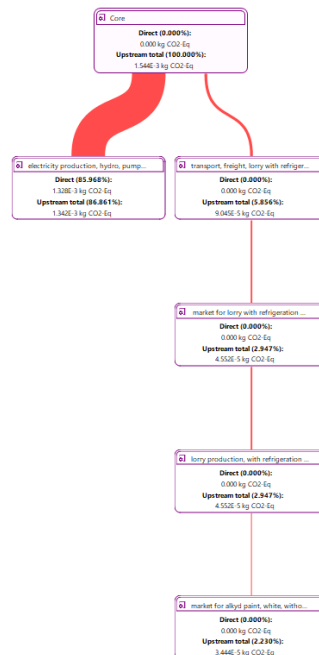 Core
Direct (0.000%):
0.000 kg CO2-Eq
Upstream total (100.000%):
1.544E-3 kg CO2-Eq
electricity production, hydro, pump...
Direct (85.968%):
1.328E-3 kg CO2-Eq
Upstream total (86.861%):
1.342E-3 kg CO2-Eq
transport, freight, lorry with refriger...
Direct (0.000%):
0.000 kg CO2-Eq
Upstream total (5.856%):
9.045E-5 kg CO2-Eq
market for lorry with refrigeration ...
Direct (0.000%):
0.000 kg CO2-Eq
Upstream total (2.947%):
4.552E-5 kg CO2-Eq
lorry production, with refrigeration ...
Direct (0.000%):
0.000 kg CO2-Eq
Upstream total (2.947%):
4.552E-5 kg CO2-Eq
market for alkyd paint, white, witho...
Direct (0.000%):
0.000 kg CO2-Eq
Upstream total (2.230%):
3.444E-5 kg CO2-Eq